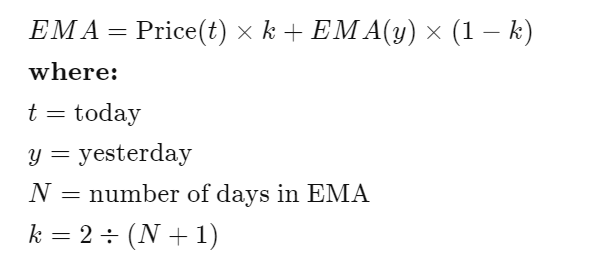 EMA = Price(t) × k + EMA(y) × (1 − k)
where:
t = today
y = yesterday
N = number of days in EMA
k = 2 ÷ (N + 1)